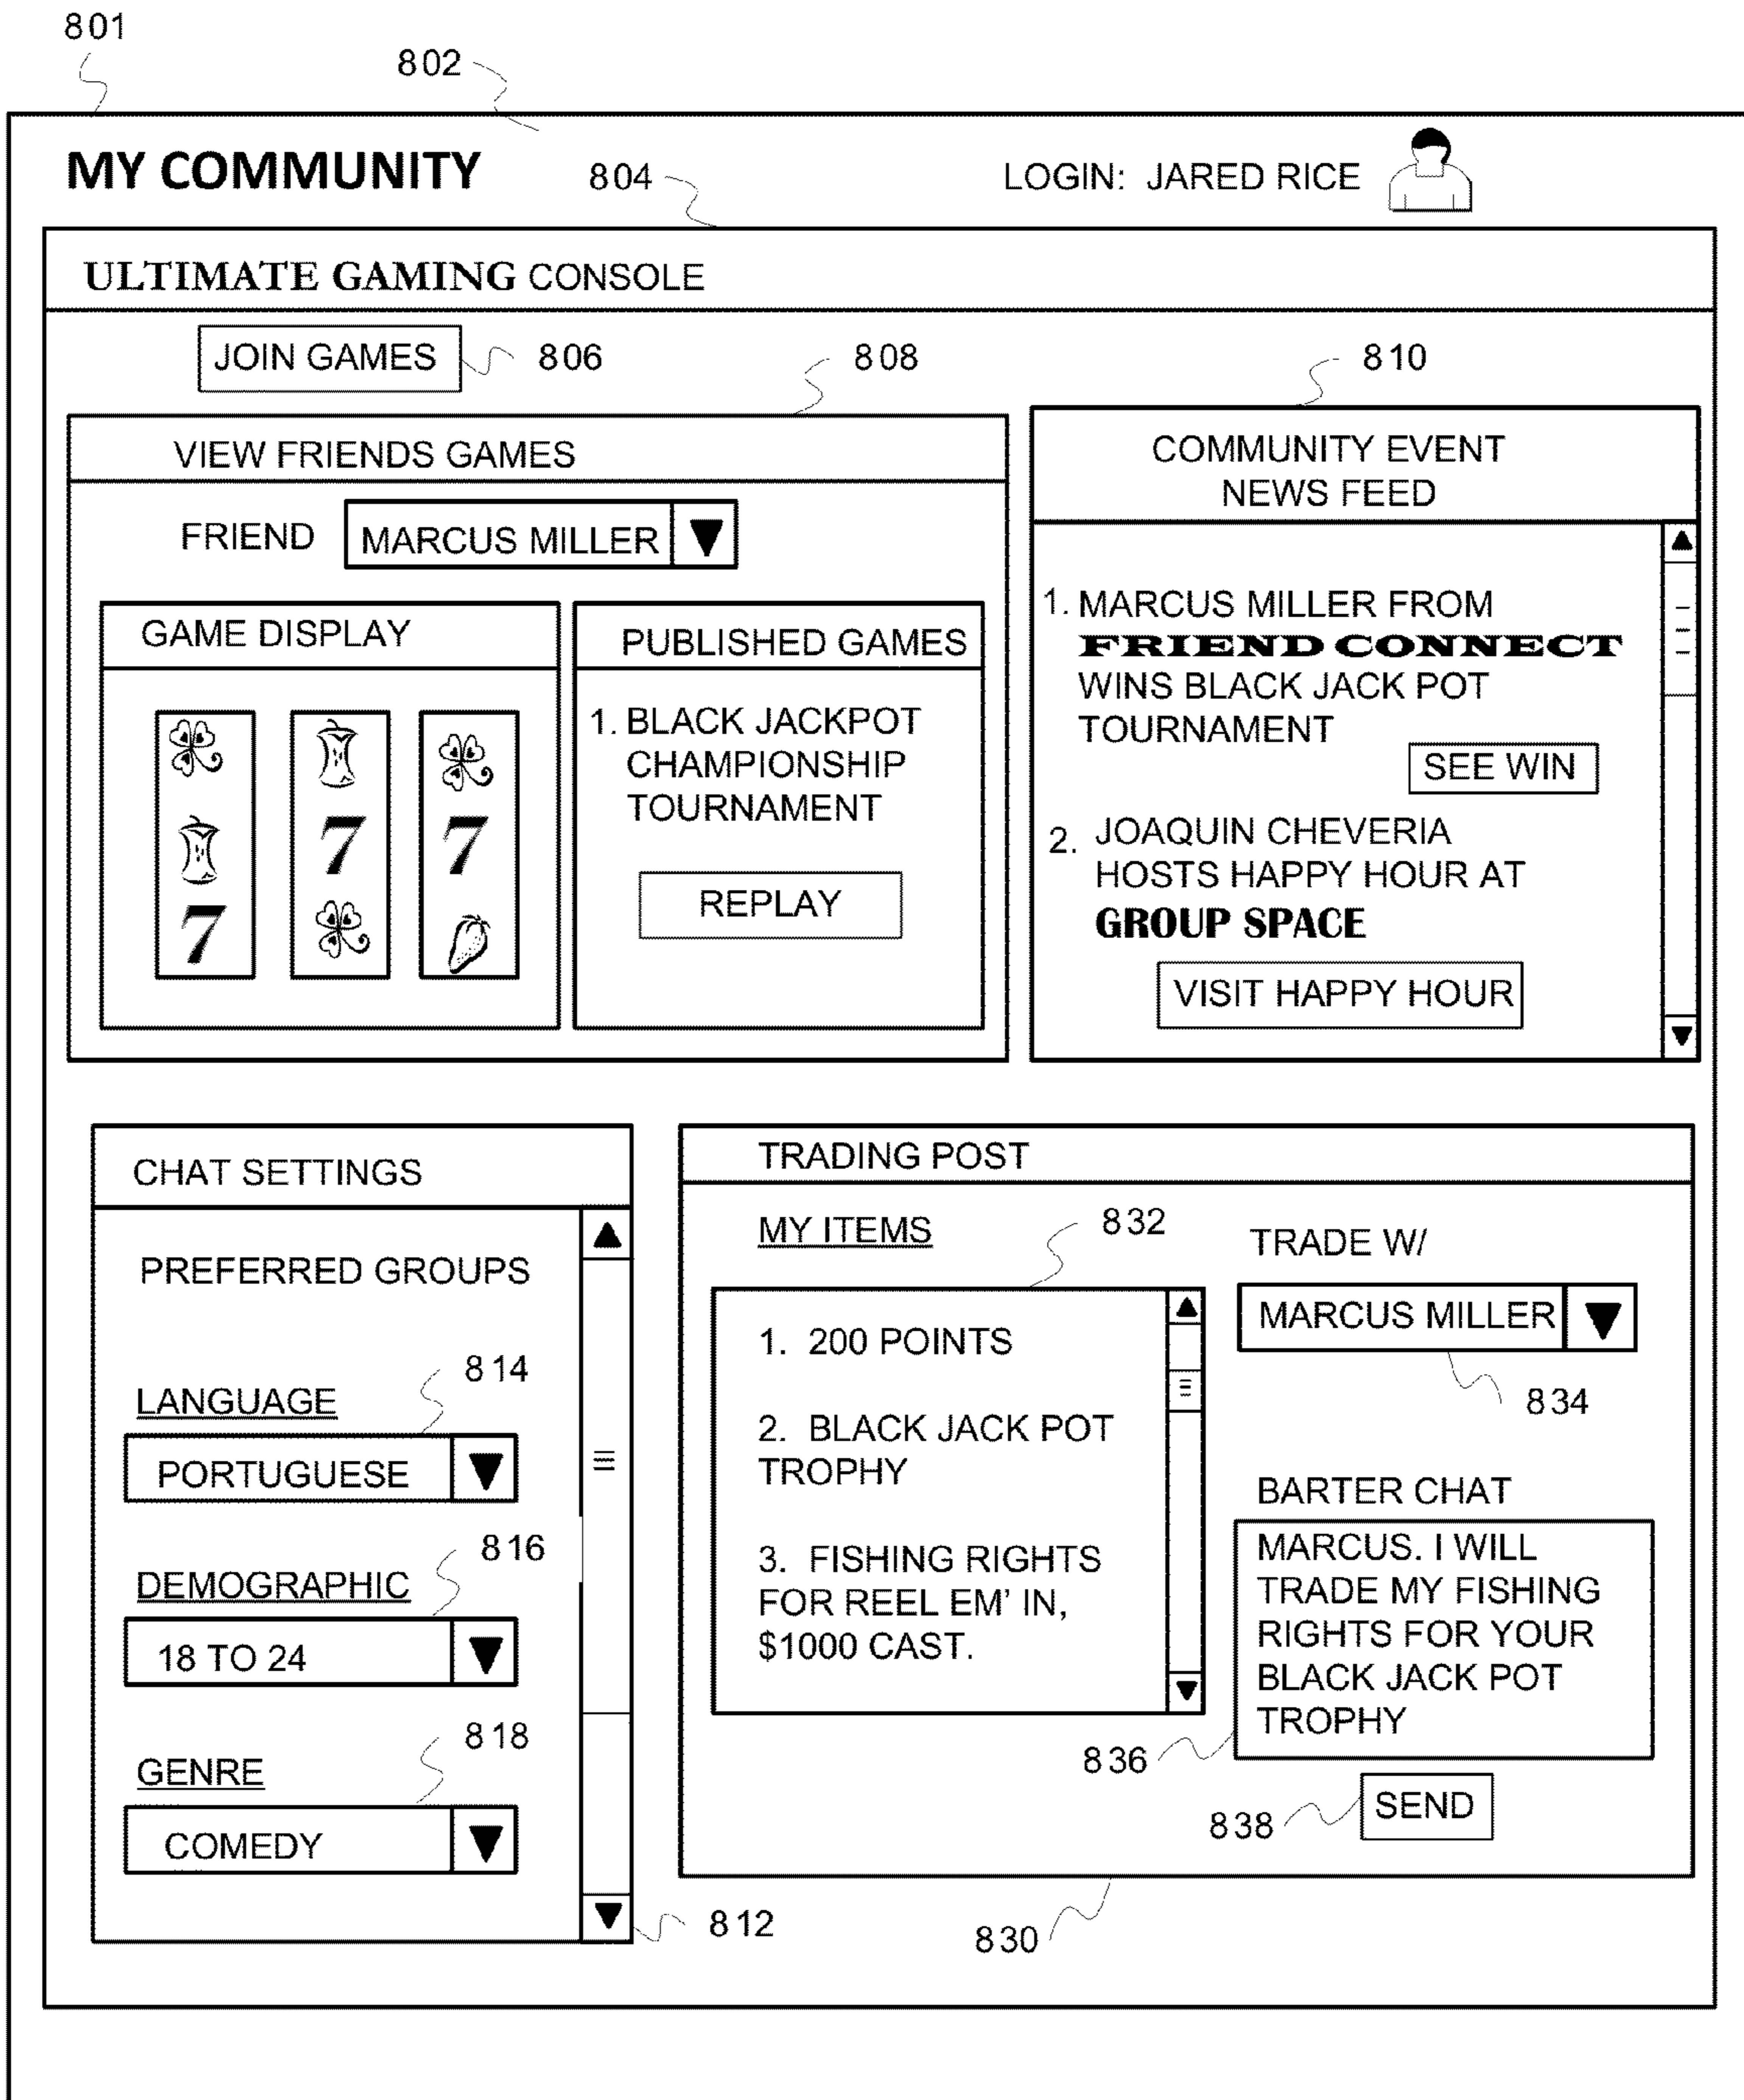 801
802
MY COMMUNITY
804
LOGIN: JARED RICE
ULTIMATE GAMING CONSOLE
JOIN GAMES
806
808
810
VIEW FRIENDS GAMES
FRIEND
MARCUS MILLER
GAME DISPLAY
7
7
7
PUBLISHED GAMES
1. BLACK JACKPOT
CHAMPIONSHIP
TOURNAMENT
REPLAY
COMMUNITY EVENT
NEWS FEED
1. MARCUS MILLER FROM
FRIEND CONNECT
WINS BLACK JACK POT
TOURNAMENT
SEE WIN
2. JOAQUIN CHEVERIA
HOSTS HAPPY HOUR AT
GROUP SPACE
VISIT HAPPY HOUR
CHAT SETTINGS
PREFERRED GROUPS
814
LANGUAGE
PORTUGUESE
816
DEMOGRAPHIC
18 TO 24
818
GENRE
COMEDY
812
TRADING POST
MY ITEMS
832
1. 200 POINTS
2. BLACK JACK POT
TROPHY
3. FISHING RIGHTS
FOR REEL EM' IN,
$1000 CAST.
TRADE W/
MARCUS MILLER
834
BARTER CHAT
MARCUS. I WILL
TRADE MY FISHING
RIGHTS FOR YOUR
BLACK JACK POT
TROPHY
836
SEND
838
830